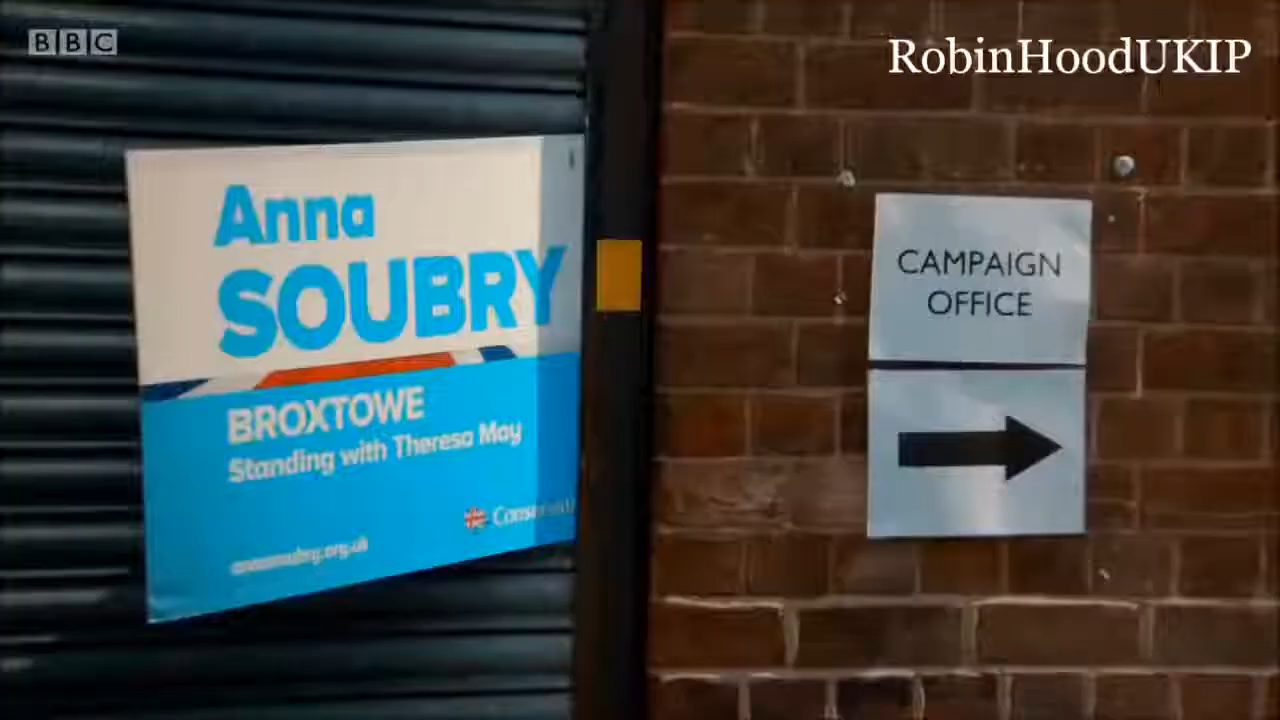 BBC
RobinHoodUKIP
Anna
SOUBRY
BROXTOWE
Standing with Theresa May
annasoubry.org.uk
CAMPAIGN
OFFICE